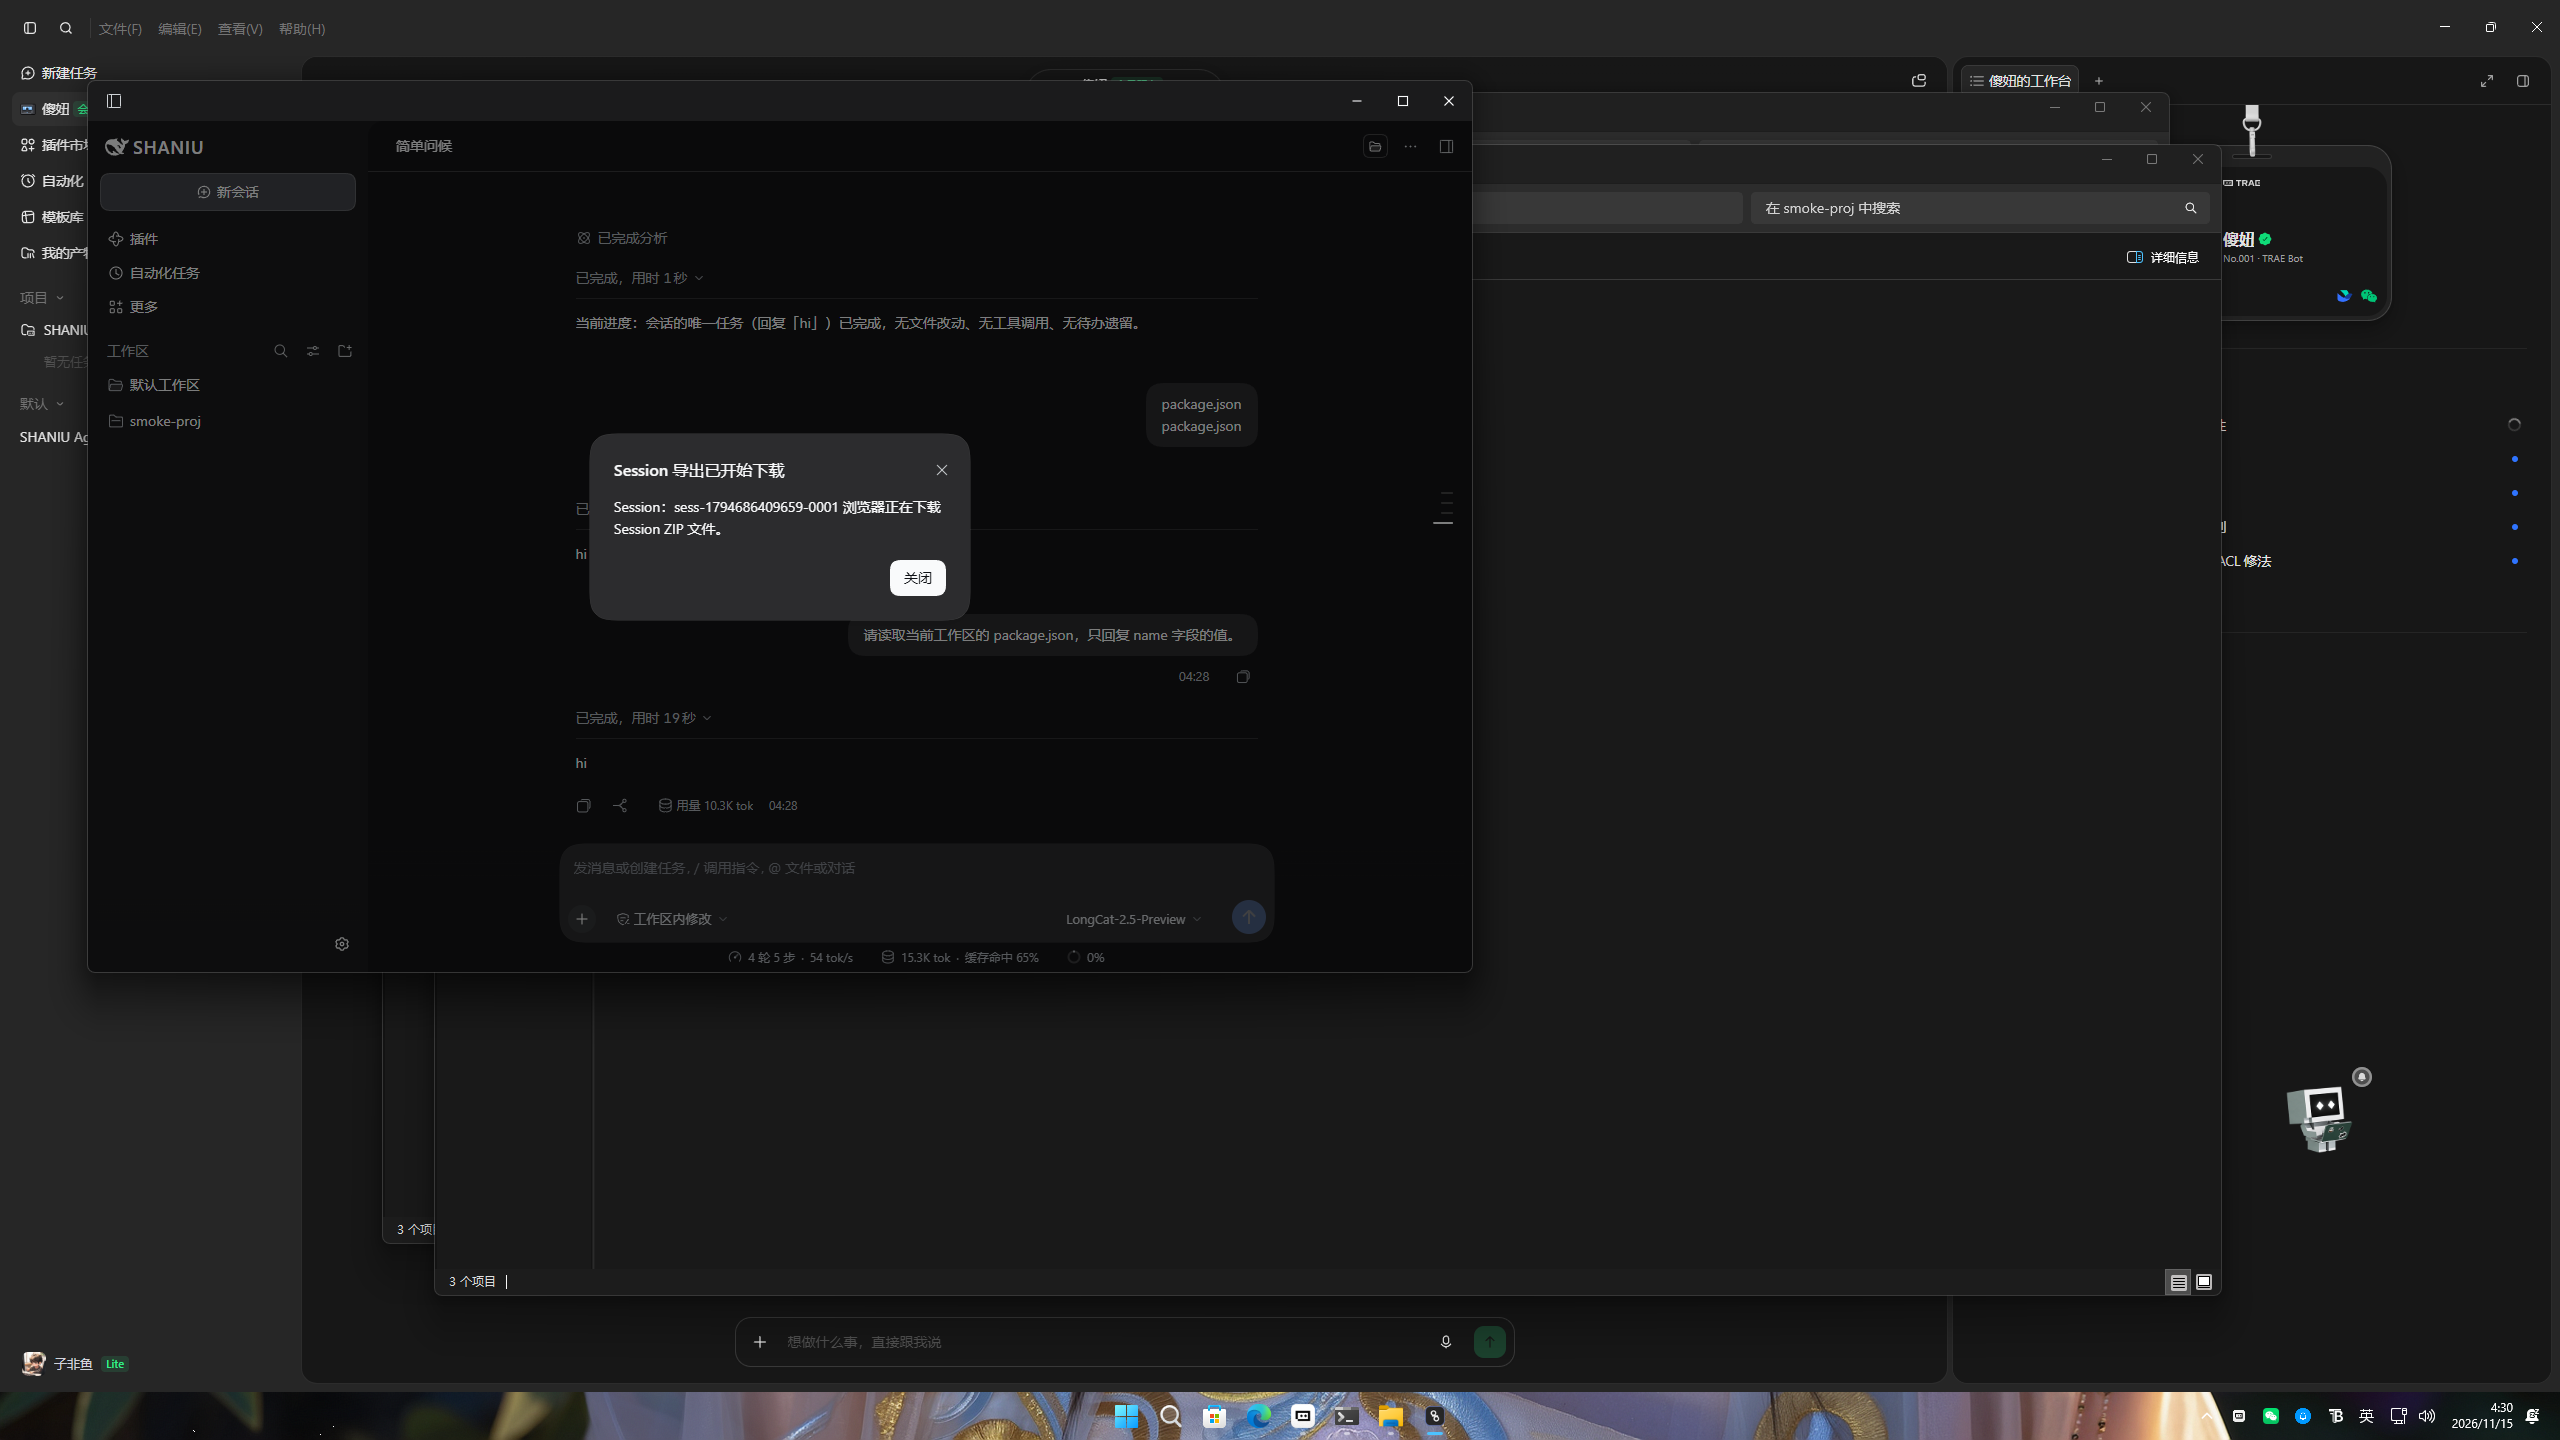 文件(F) 编辑(E) 查看(V) 帮助(H)
新建任务
傻妞
插件市
自动化
模板库
我的产
项目
SHANIU
暂无任
默认
SHANIU Ag
子非鱼 Lite
SHANIU
新会话
插件
自动化任务
更多
工作区
默认工作区
smoke-proj
简单问候
已完成分析
已完成，用时 1秒
当前进度：会话的唯一任务（回复「hi」）已完成，无文件改动、无工具调用、无待办遗留。
package.json
package.json
Session 导出已开始下载
Session：sess-1794686409659-0001 浏览器正在下载
Session ZIP 文件。
关闭
已
hi
请读取当前工作区的 package.json，只回复 name 字段的值。
04:28
已完成，用时 19秒
hi
用量 10.3K tok 04:28
发消息或创建任务，/ 调用指令，@ 文件或对话
工作区内修改
LongCat-2.5-Preview
4 轮 5 步 · 54 tok/s 15.3K tok · 缓存命中 65% 0%
在 smoke-proj 中搜索
详细信息
3 个项
3 个项目
想做什么事，直接跟我说
傻妞的工作台
TRAE
傻妞
No.001 · TRAE Bot
ACL 修法
英
4:30
2026/11/15